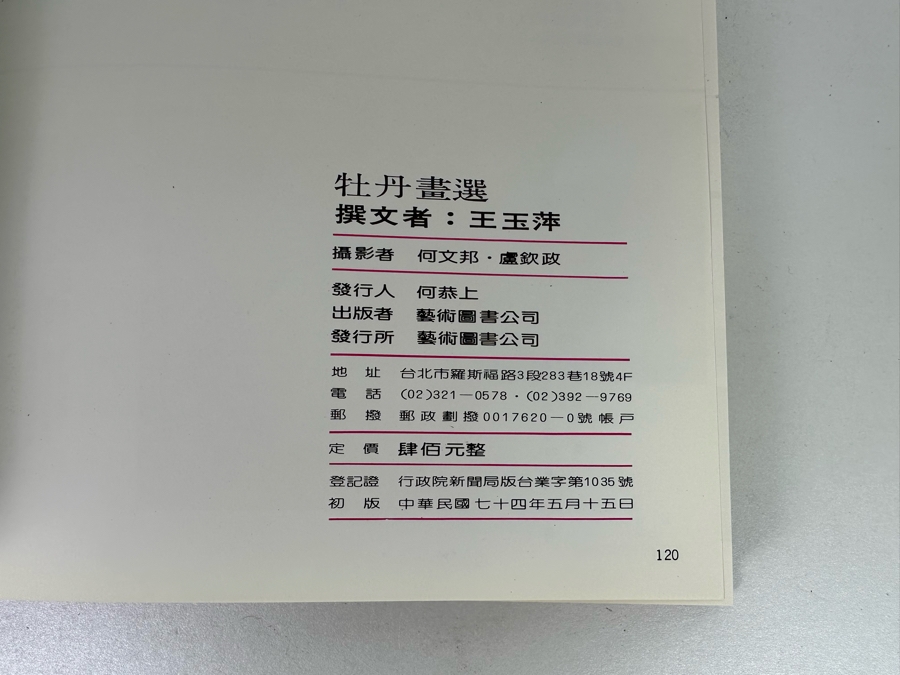 牡丹畫選
撰文者：王玉萍
攝影者　何文邦・盧欽政
發行人　何恭上
出版者　藝術圖書公司
發行所　藝術圖書公司
地　址　台北市羅斯福路3段283巷18號4F
電　話　(02)321—0578・(02)392—9769
郵　撥　郵政劃撥0017620—0號帳戶
定　價　肆佰元整
登記證　行政院新聞局版台業字第1035號
初　版　中華民國七十四年五月十五日
120